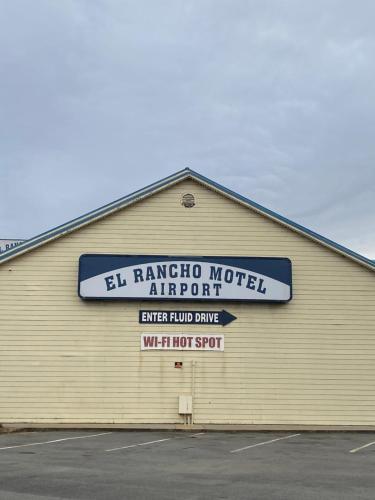 EL RANCHO MOTEL
AIRPORT
ENTER FLUID DRIVE
WI-FI HOT SPOT